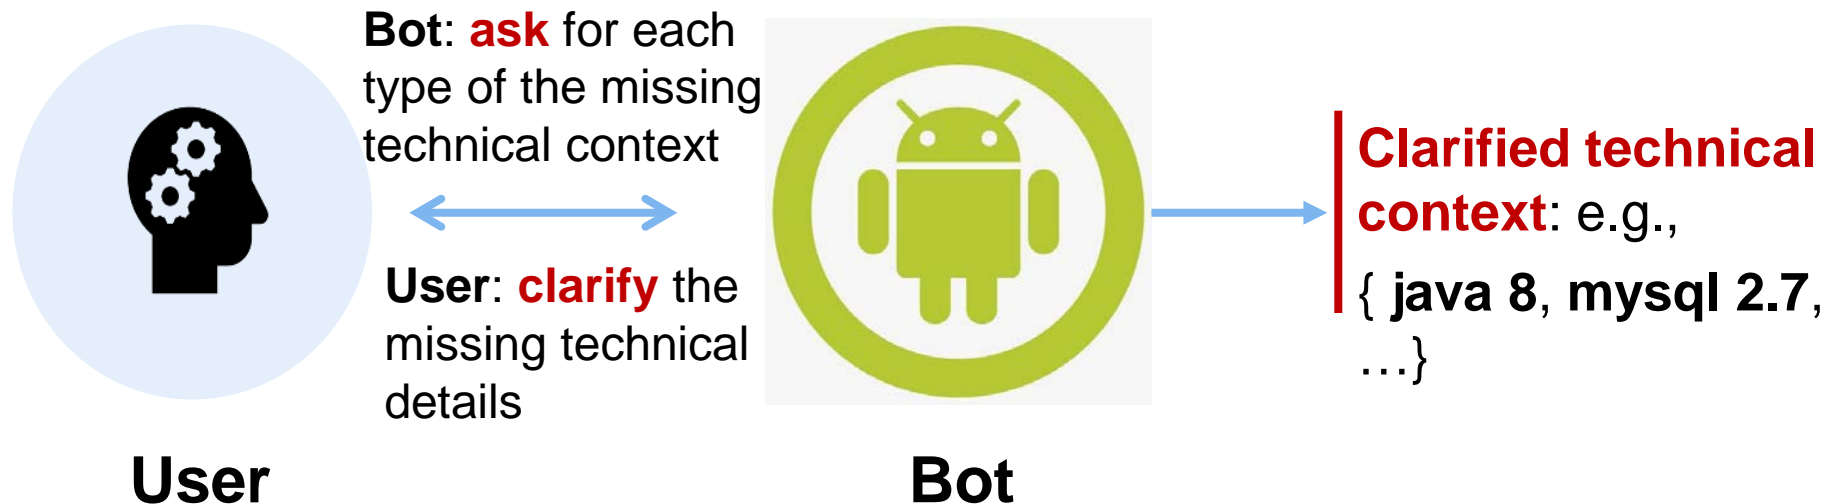 Bot: ask for each
type of the missing
technical context
User: clarify the
missing technical
details
User
Bot
Clarified technical
context: e.g.,
{ java 8, mysql 2.7,
…}